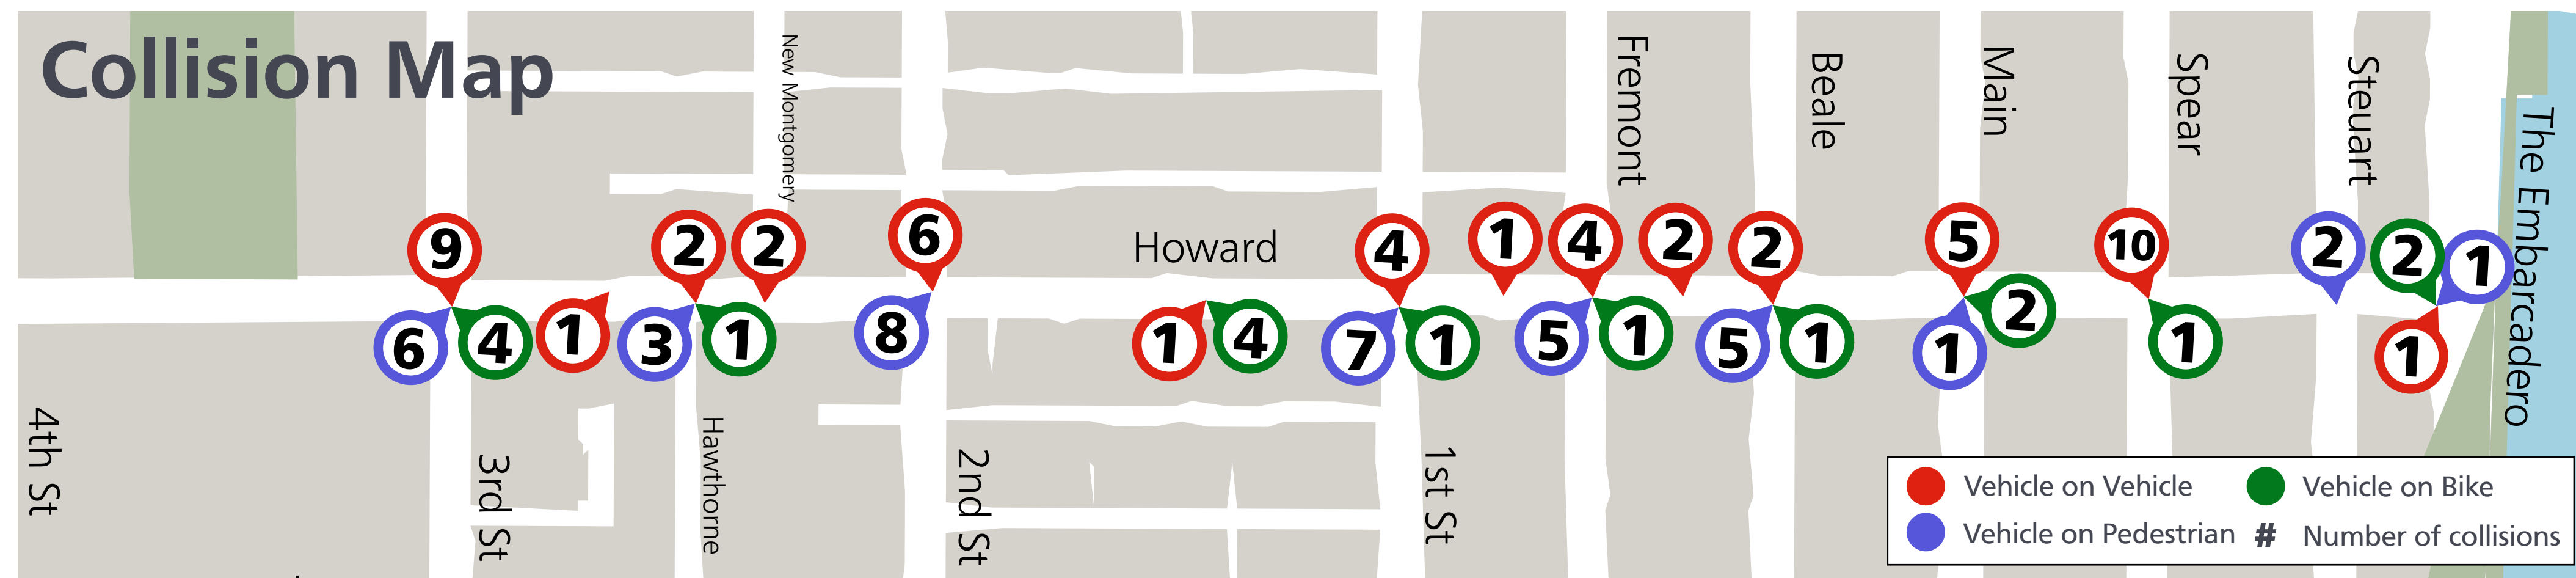 Collision Map
New Montgomery
Fremont
Beale
Main
Spear
Steuart
The Embarcadero
Howard
9
2
2
6
4
1
4
2
2
5
10
2
2
1
6
4
1
3
1
8
1
4
7
1
5
1
5
1
1
2
1
1
4th St
3rd St
Hawthorne
2nd St
1st St
Vehicle on Vehicle
Vehicle on Bike
Vehicle on Pedestrian
# Number of collisions